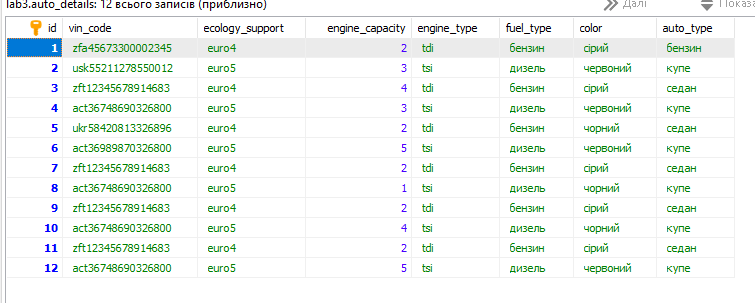 lab3.auto_details: 12 всього записів (приблизно) Далі Показа
id vin_code ecology_support engine_capacity engine_type fuel_type color auto_type
1 zfa45673300002345 euro4 2 tdi бензин сірий бензин
2 usk55211278550012 euro5 3 tsi дизель червоний купе
3 zft12345678914683 euro4 4 tdi бензин сірий седан
4 act36748690326800 euro5 3 tsi дизель червоний купе
5 ukr58420813326896 euro4 2 tdi бензин чорний седан
6 act36989870326800 euro5 5 tsi дизель червоний купе
7 zft12345678914683 euro4 2 tdi бензин сірий седан
8 act36748690326800 euro5 1 tsi дизель чорний купе
9 zft12345678914683 euro4 2 tdi бензин сірий седан
10 act36748690326800 euro5 4 tsi дизель чорний купе
11 zft12345678914683 euro4 2 tdi бензин сірий седан
12 act36748690326800 euro5 5 tsi дизель червоний купе